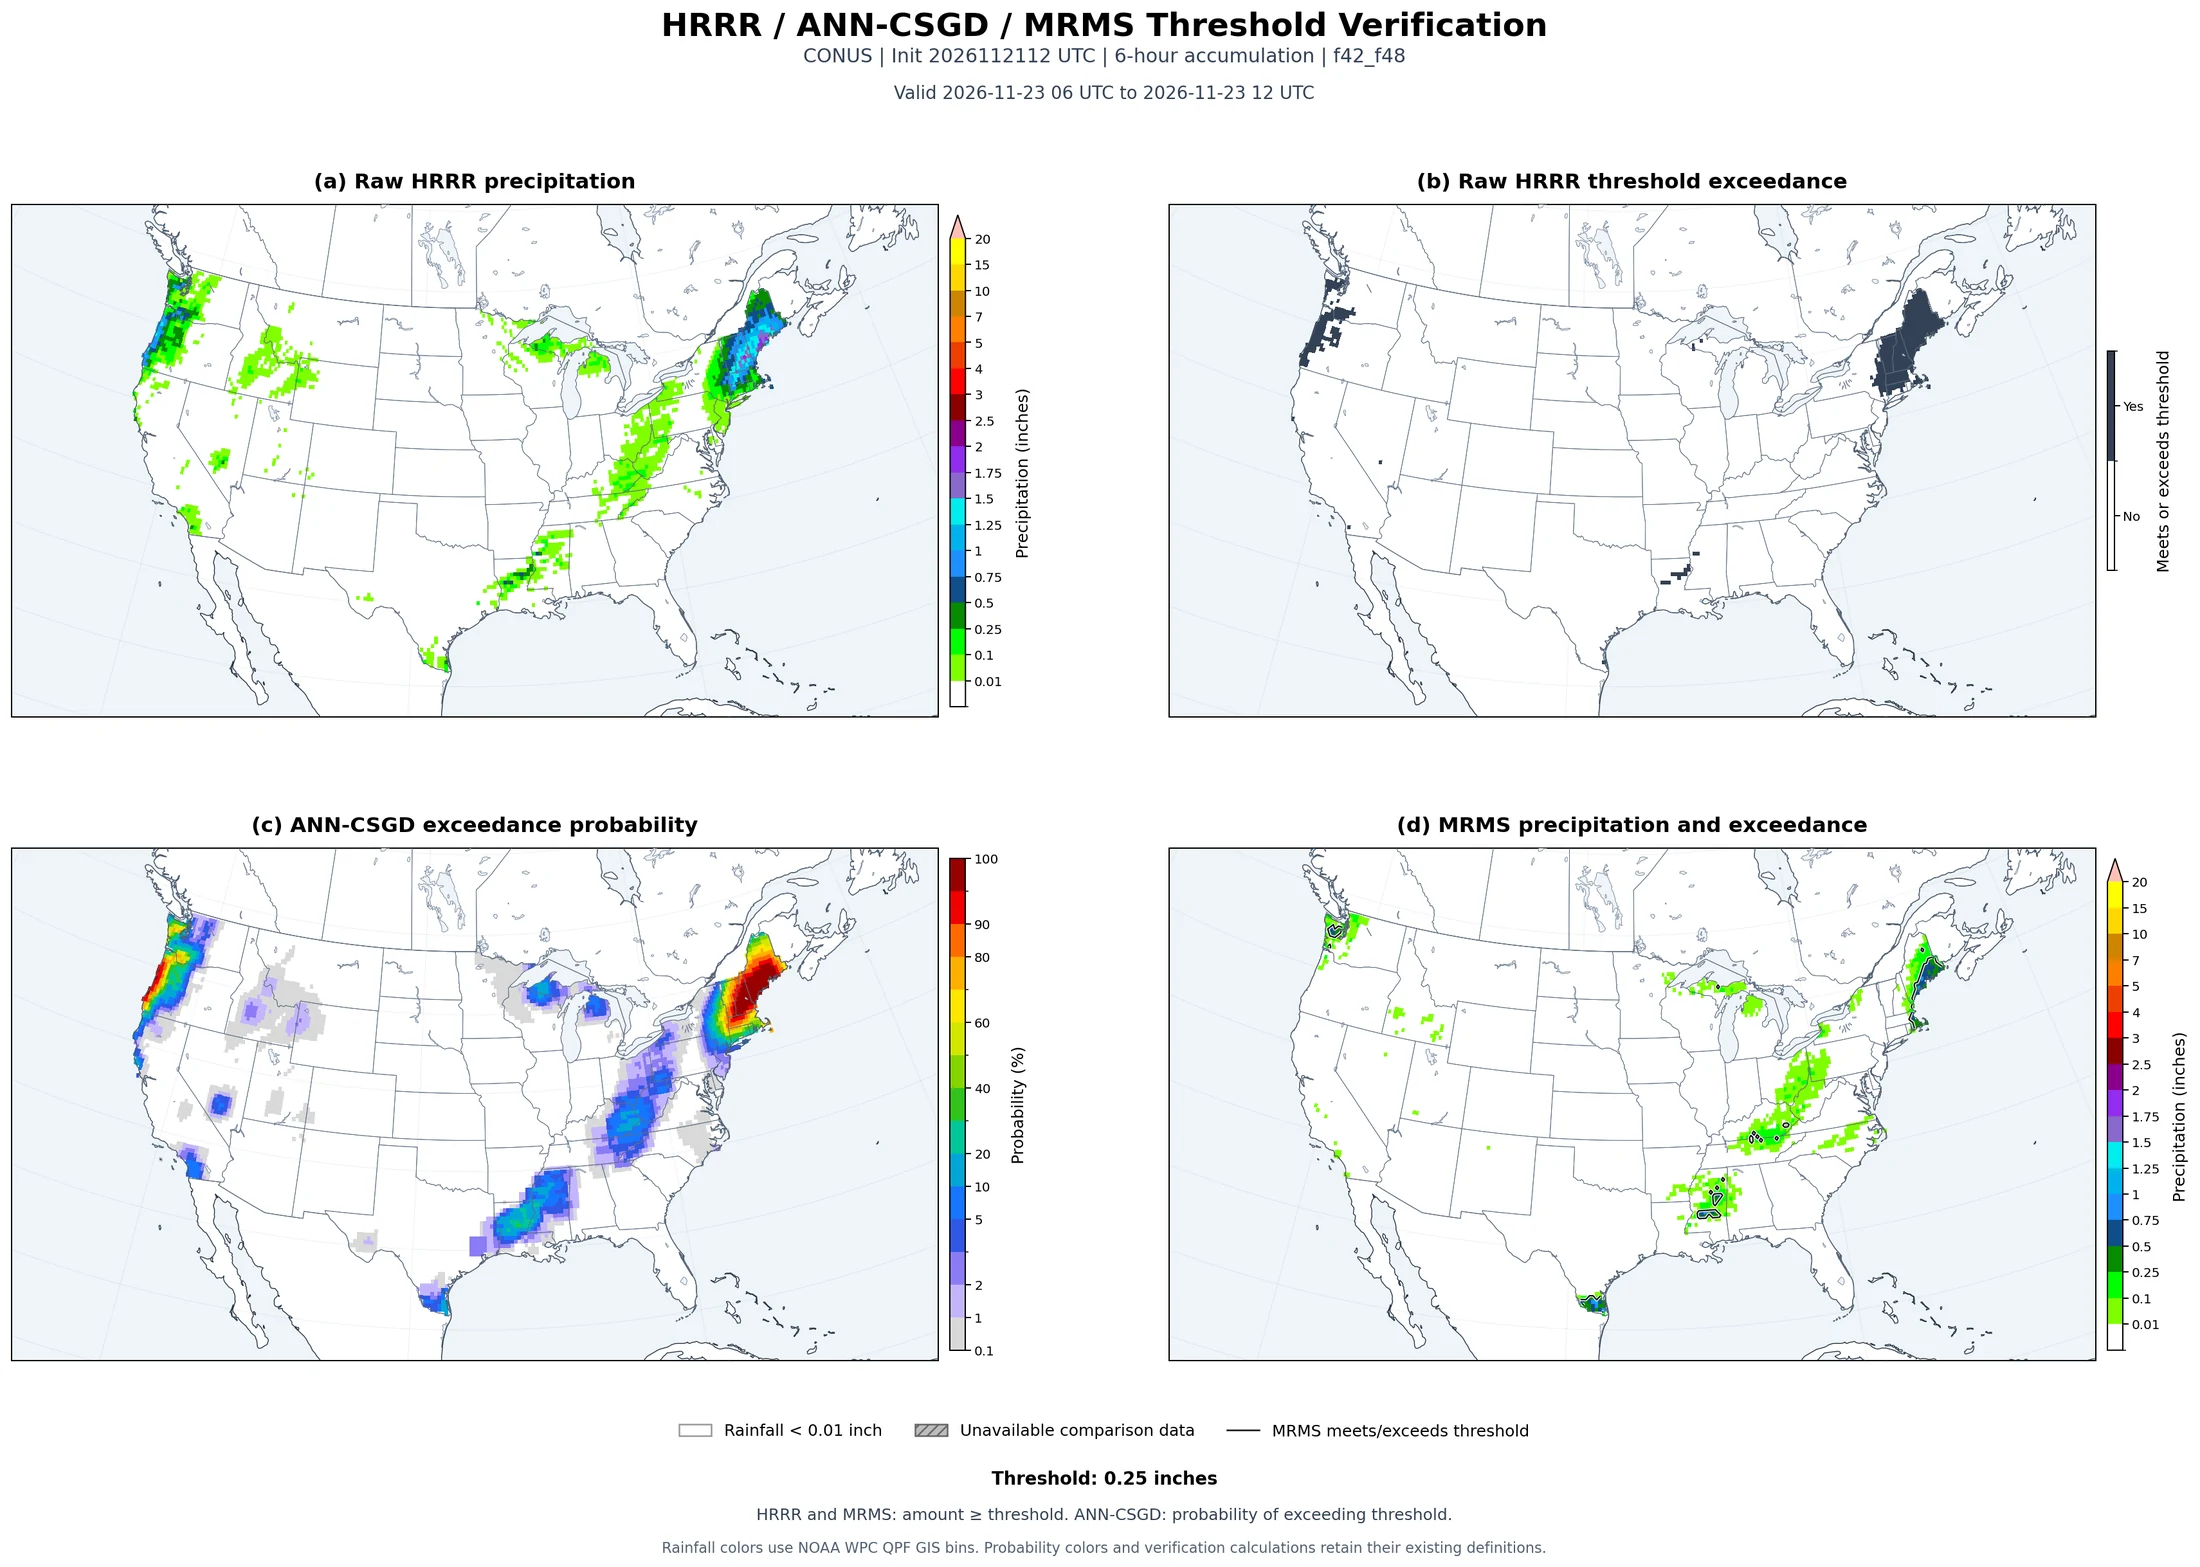 HRRR / ANN-CSGD / MRMS Threshold Verification
CONUS | Init 2026112112 UTC | 6-hour accumulation | f42_f48
Valid 2026-11-23 06 UTC to 2026-11-23 12 UTC
(a) Raw HRRR precipitation
20
15
10
7
5
4
3
2.5
2
1.75
1.5
1.25
1
0.75
0.5
0.25
0.1
0.01
Precipitation (inches)
(b) Raw HRRR threshold exceedance
Yes
No
Meets or exceeds threshold
(c) ANN-CSGD exceedance probability
100
90
80
60
40
20
10
5
2
1
0.1
Probability (%)
(d) MRMS precipitation and exceedance
20
15
10
7
5
4
3
2.5
2
1.75
1.5
1.25
1
0.75
0.5
0.25
0.1
0.01
Precipitation (inches)
Rainfall < 0.01 inch
Unavailable comparison data
MRMS meets/exceeds threshold
Threshold: 0.25 inches
HRRR and MRMS: amount ≥ threshold. ANN-CSGD: probability of exceeding threshold.
Rainfall colors use NOAA WPC QPF GIS bins. Probability colors and verification calculations retain their existing definitions.